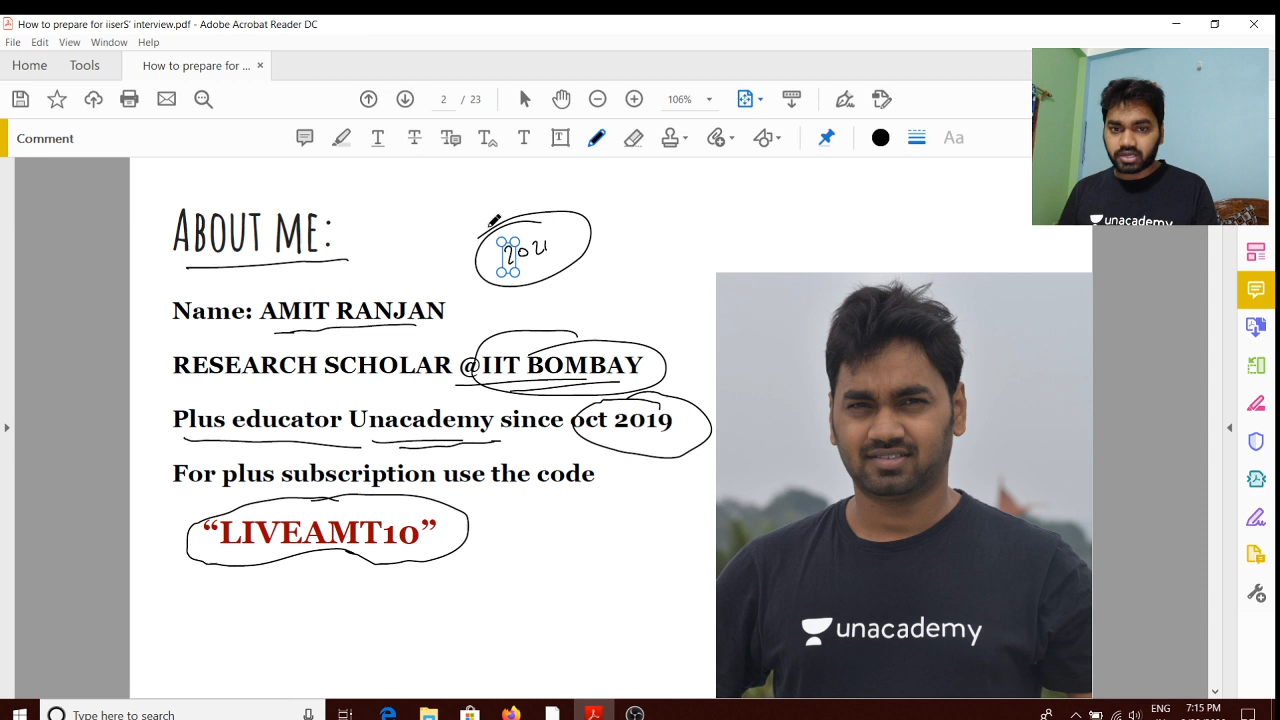 How to prepare for iiserS' interview.pdf - Adobe Acrobat Reader DC
File Edit View Window Help
Home Tools How to prepare for ... ×
2 / 23 106%
Comment
Aa
unacademy
ABOUT ME:
2021
Name: AMIT RANJAN
RESEARCH SCHOLAR @IIT BOMBAY
Plus educator Unacademy since oct 2019
For plus subscription use the code
“LIVEAMT10”
unacademy
Type here to search
ENG 7:15 PM